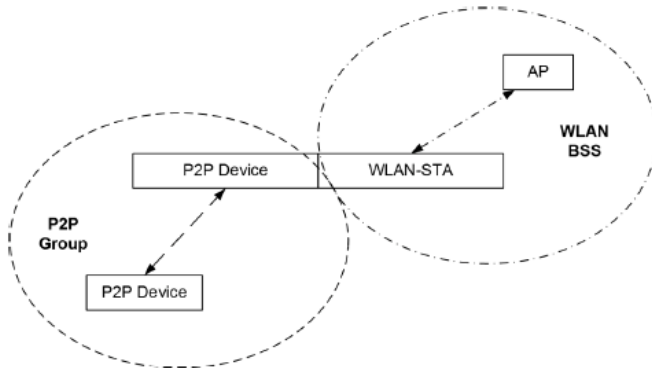 AP
WLAN
BSS
P2P Device
WLAN-STA
P2P
Group
P2P Device